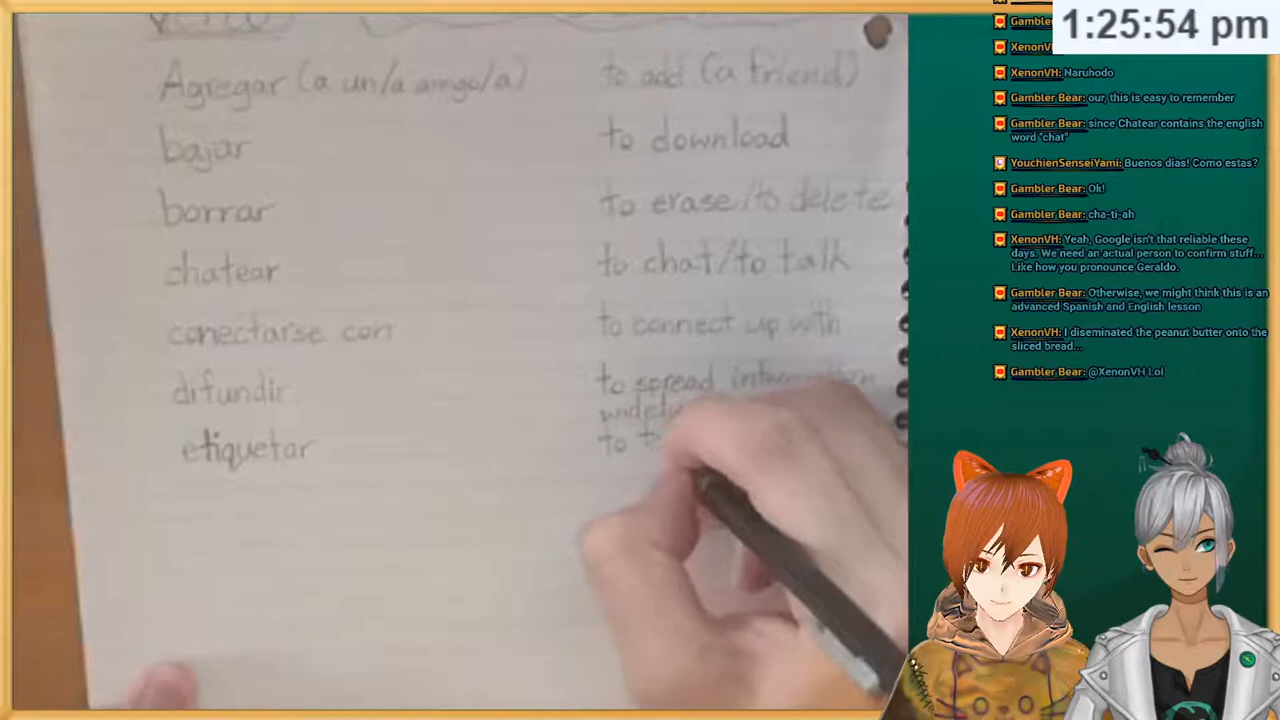 1:25:54 pm
Agregar (a un/a amigo/a) to add (a friend)
bajar to download
borrar to erase/to delete
chatear to chat/to talk
conectarse con to connect up with
difundir to spread information
widely
etiquetar to
Gambler
XenonVH: Naruhodo
Gambler Bear: our, this is easy to remember
Gambler Bear: since Chatear contains the english
word "chat"
YouchienSenseiYami: Buenos dias! Como estas?
Gambler Bear: Ok!
Gambler Bear: cha-ti-ah
XenonVH: Yeah, Google isn't that reliable these
days. We need an actual person to confirm stuff...
Like how you pronounce Geraldo.
Gambler Bear: Otherwise, we might think this is an
advanced Spanish and English lesson
XenonVH: I diseminated the peanut butter onto the
sliced bread...
Gambler Bear: @XenonVH Lol